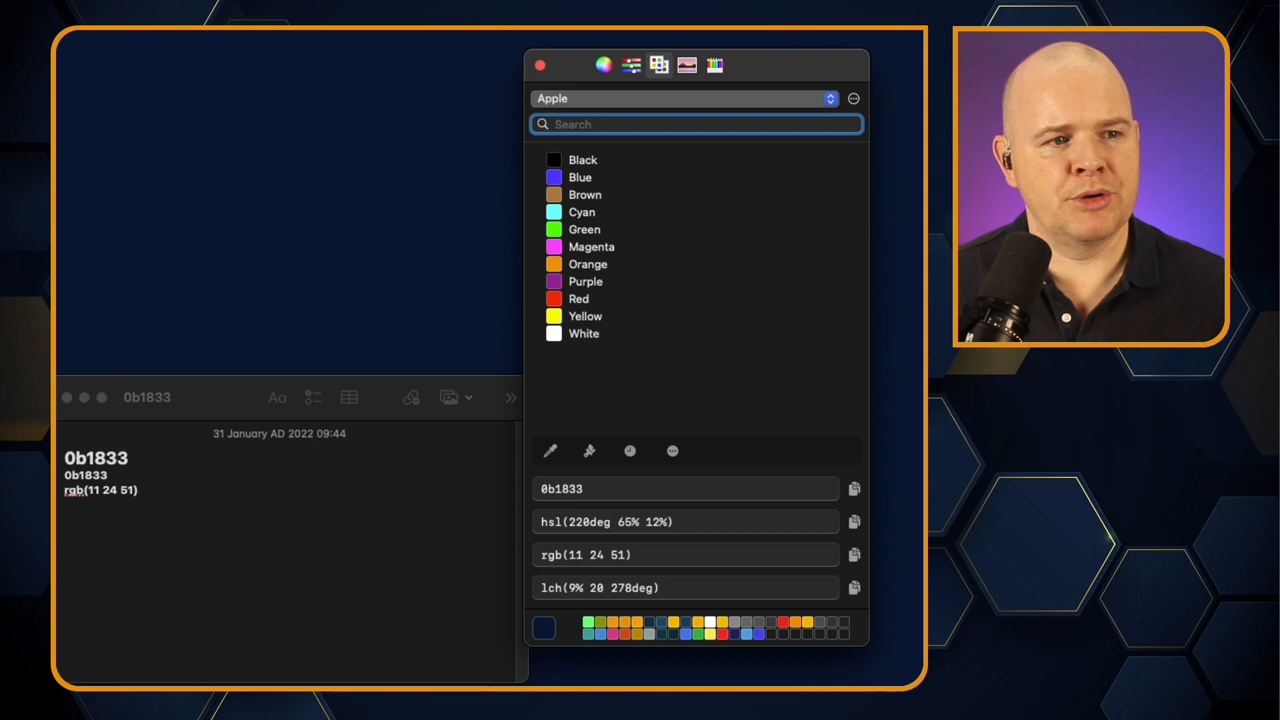 Apple
Search
Black
Blue
Brown
Cyan
Green
Magenta
Orange
Purple
Red
Yellow
White
0b1833
hsl(220deg 65% 12%)
rgb(11 24 51)
lch(9% 20 278deg)
0b1833
Aa
31 January AD 2022 09:44
0b1833
0b1833
rgb(11 24 51)